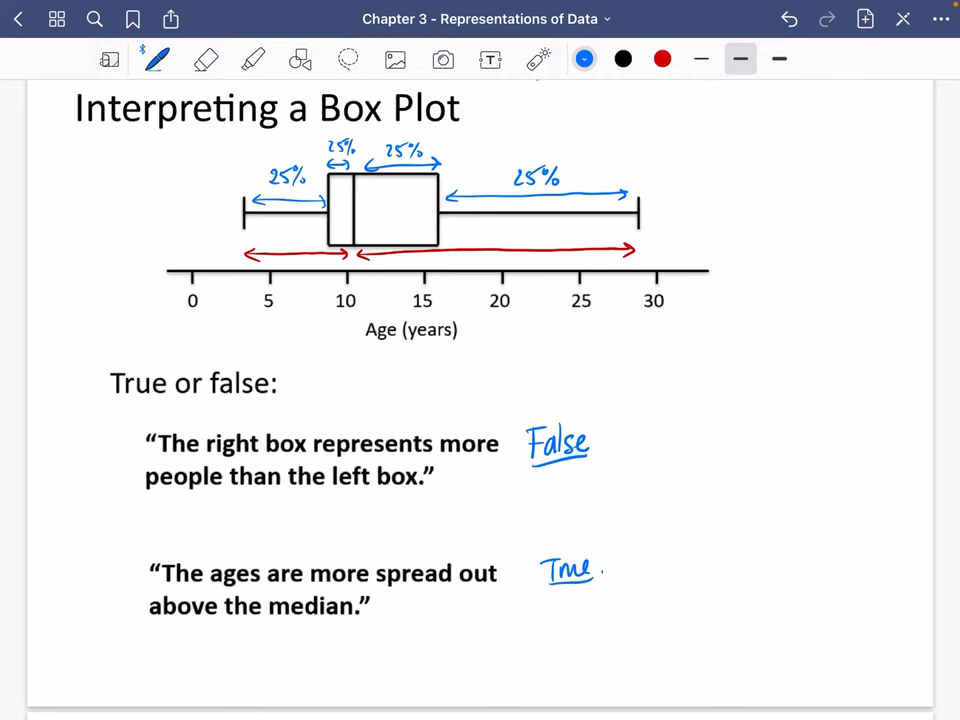 Chapter 3 - Representations of Data
T
Interpreting a Box Plot
25% 25% 25% 25%
0 5 10 15 20 25 30
Age (years)
True or false:
“The right box represents more False
people than the left box.”
“The ages are more spread out True.
above the median.”